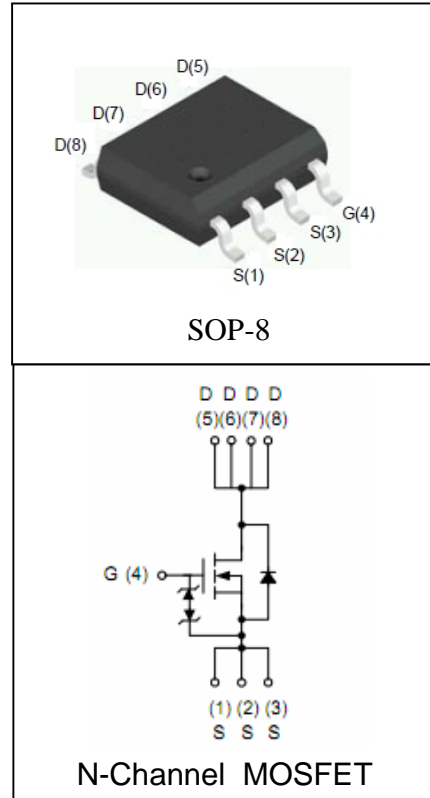 D(5)
D(6)
D(7)
D(8)
G(4)
S(3)
S(2)
S(1)
SOP-8
D D D D
(5)(6)(7)(8)
G (4)
(1) (2) (3)
S S S
N-Channel MOSFET